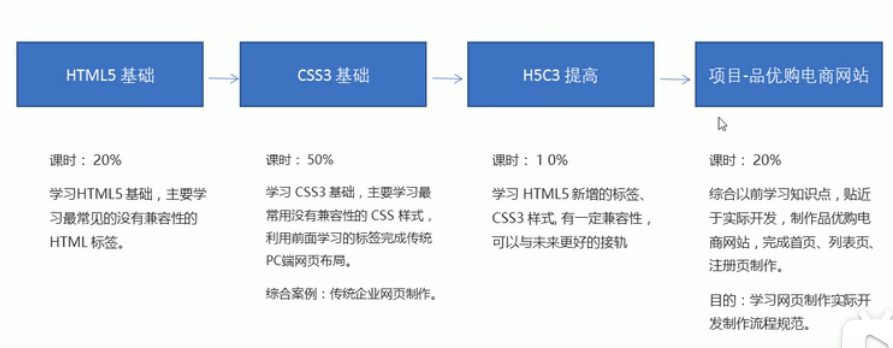 HTML5 基础
CSS3 基础
H5C3 提高
项目-品优购电商网站
课时： 20%
学习HTML5 基础，主要学
习最常见的没有兼容性的
HTML 标签。
课时： 50%
学习 CSS3 基础，主要学习最
常用没有兼容性的 CSS 样式，
利用前面学习的标签完成传统
PC端网页布局。
综合案例：传统企业网页制作。
课时： 1 0%
学习 HTML5 新增的标签、
CSS3 样式, 有一定兼容性，
可以与未来更好的接轨
课时： 20%
综合以前学习知识点，贴近
于实际开发，制作品优购电
商网站，完成首页、列表页、
注册页制作。
目的：学习网页制作实际开
发制作流程规范。